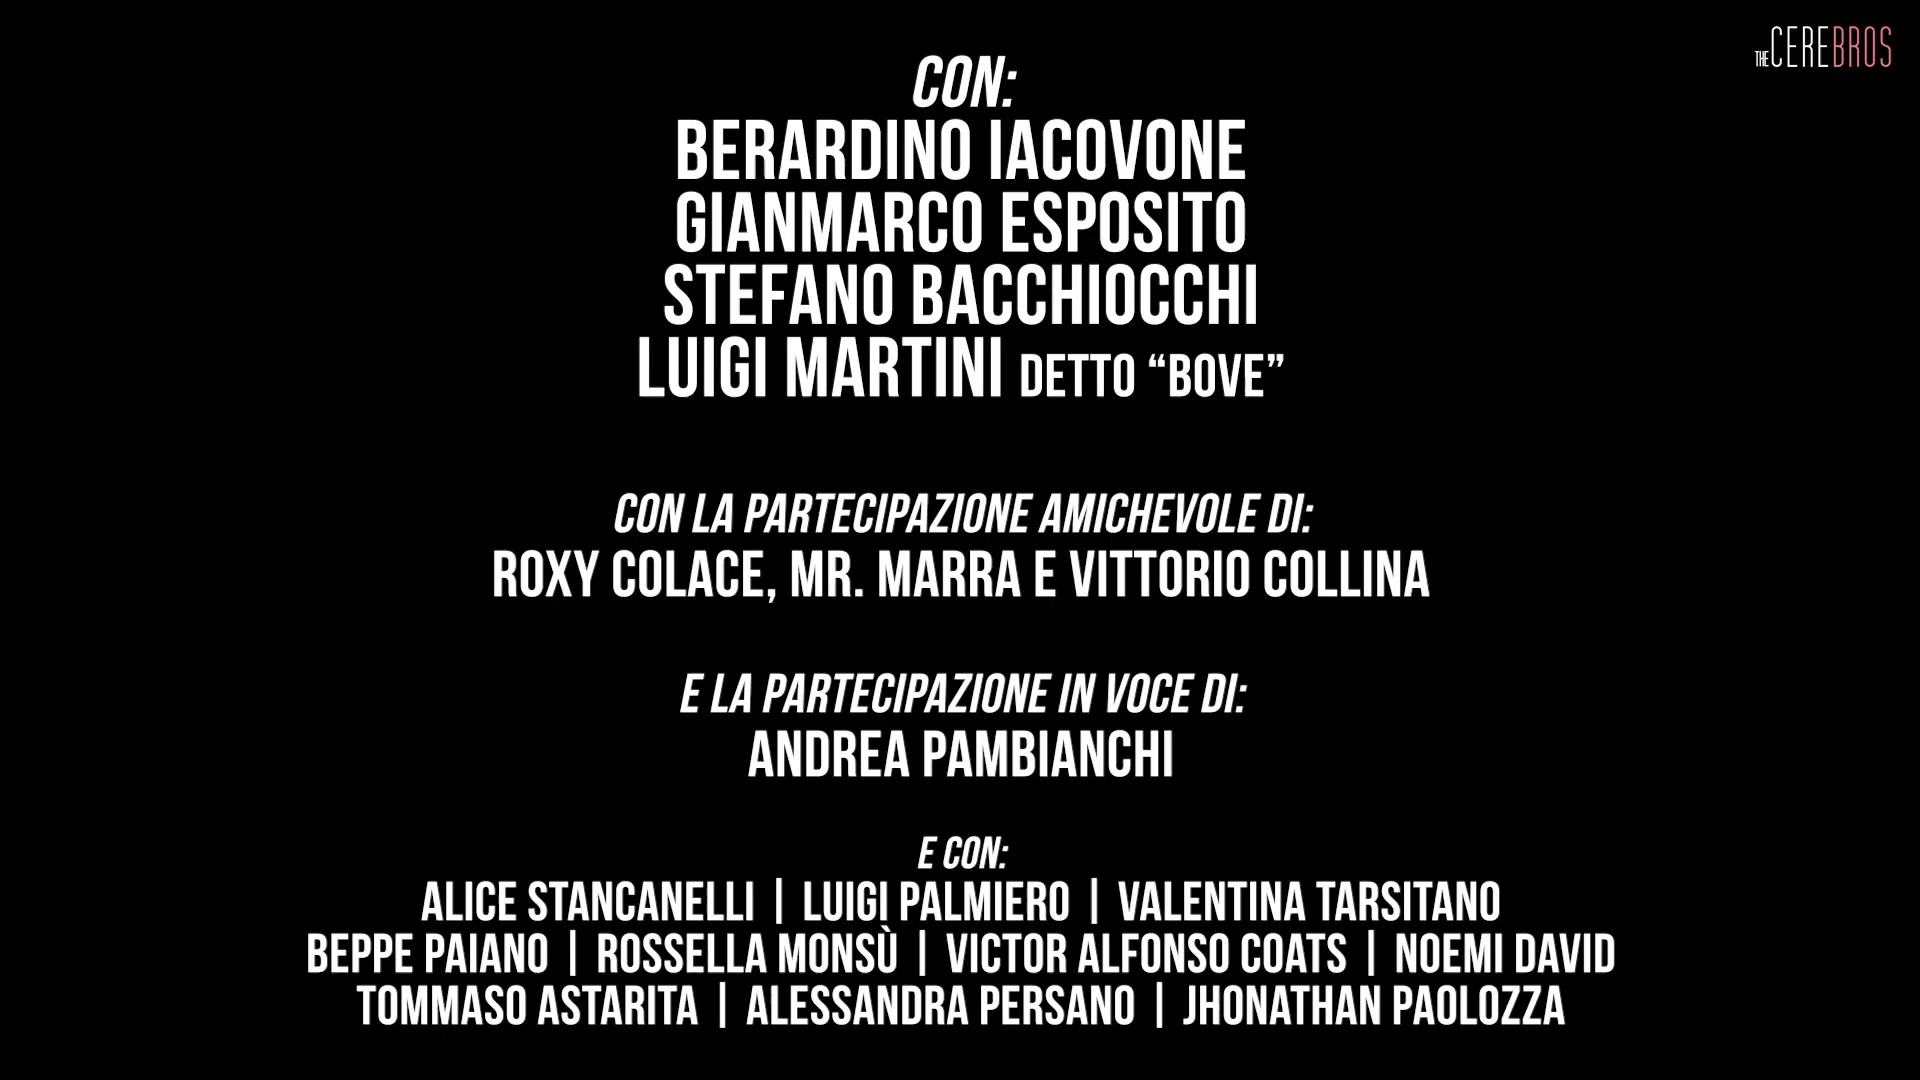 THE CEREBROS
CON:
BERARDINO IACOVONE
GIANMARCO ESPOSITO
STEFANO BACCHIOCCHI
LUIGI MARTINI DETTO “BOVE”
CON LA PARTECIPAZIONE AMICHEVOLE DI:
ROXY COLACE, MR. MARRA E VITTORIO COLLINA
E LA PARTECIPAZIONE IN VOCE DI:
ANDREA PAMBIANCHI
E CON:
ALICE STANCANELLI | LUIGI PALMIERO | VALENTINA TARSITANO
BEPPE PAIANO | ROSSELLA MONSÙ | VICTOR ALFONSO COATS | NOEMI DAVID
TOMMASO ASTARITA | ALESSANDRA PERSANO | JHONATHAN PAOLOZZA